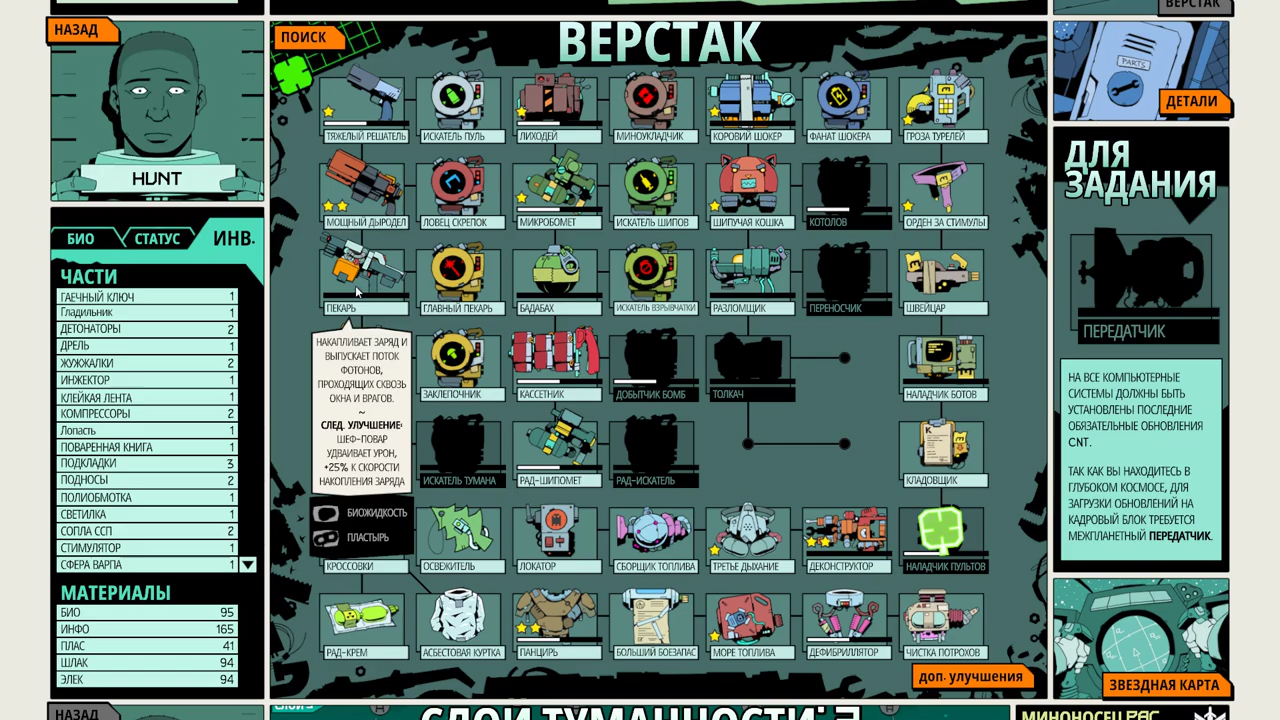 ВЕРСТАК
НАЗАД
HUNT
БИО
СТАТУС
ИНВ.
ЧАСТИ
ГАЕЧНЫЙ КЛЮЧ 1
Гладильник 1
ДЕТОНАТОРЫ 2
ДРЕЛЬ 1
ЖУЖЖАЛКИ 2
ИНЖЕКТОР 1
КЛЕЙКАЯ ЛЕНТА 1
КОМПРЕССОРЫ 2
Лопасть 1
ПОВАРЕННАЯ КНИГА 1
ПОДКЛАДКИ 3
ПОДНОСЫ 2
ПОЛИОБМОТКА 1
СВЕТИЛКА 1
СОПЛА ССП 2
СТИМУЛЯТОР 1
СФЕРА ВАРПА 1
МАТЕРИАЛЫ
БИО 95
ИНФО 165
ПЛАС 41
ШЛАК 94
ЭЛЕК 94
НАЗАД
ПОИСК
ВЕРСТАК
ТЯЖЕЛЫЙ РЕШАТЕЛЬ
ИСКАТЕЛЬ ПУЛЬ
ЛИХОДЕЙ
МИНОУКЛАДЧИК
КОРОВИЙ ШОКЕР
ФАНАТ ШОКЕРА
ГРОЗА ТУРЕЛЕЙ
МОЩНЫЙ ДЫРОДЕЛ
ЛОВЕЦ СКРЕПОК
МИКРОБОМЕТ
ИСКАТЕЛЬ ШИПОВ
ШИПУЧАЯ КОШКА
КОТОЛОВ
ОРДЕН ЗА СТИМУЛЫ
ПЕКАРЬ
ГЛАВНЫЙ ПЕКАРЬ
БАДАБАХ
ИСКАТЕЛЬ ВЗРЫВЧАТКИ
РАЗЛОМЩИК
ПЕРЕНОСЧИК
ШВЕЙЦАР
НАКАПЛИВАЕТ ЗАРЯД И
ВЫПУСКАЕТ ПОТОК
ФОТОНОВ,
ПРОХОДЯЩИХ СКВОЗЬ
ОКНА И ВРАГОВ.
~
СЛЕД. УЛУЧШЕНИЕ:
ШЕФ-ПОВАР
УДВАИВАЕТ УРОН,
+25% К СКОРОСТИ
НАКОПЛЕНИЯ ЗАРЯДА
БИОЖИДКОСТЬ
ПЛАСТЫРЬ
ЗАКЛЕПОЧНИК
КАССЕТНИК
ДОБЫТЧИК БОМБ
ТОЛКАЧ
НАЛАДЧИК БОТОВ
ИСКАТЕЛЬ ТУМАНА
РАД-ШИПОМЕТ
РАД-ИСКАТЕЛЬ
КЛАДОВЩИК
КРОССОВКИ
ОСВЕЖИТЕЛЬ
ЛОКАТОР
СБОРЩИК ТОПЛИВА
ТРЕТЬЕ ДЫХАНИЕ
ДЕКОНСТРУКТОР
НАЛАДЧИК ПУЛЬТОВ
РАД-КРЕМ
АСБЕСТОВАЯ КУРТКА
ПАНЦИРЬ
БОЛЬШИЙ БОЕЗАПАС
МОРЕ ТОПЛИВА
ДЕФИБРИЛЛЯТОР
ЧИСТКА ПОТРОХОВ
доп. улучшения
PARTS
ДЕТАЛИ
ДЛЯ
ЗАДАНИЯ
ПЕРЕДАТЧИК
НА ВСЕ КОМПЬЮТЕРНЫЕ
СИСТЕМЫ ДОЛЖНЫ БЫТЬ
УСТАНОВЛЕНЫ ПОСЛЕДНИЕ
ОБЯЗАТЕЛЬНЫЕ ОБНОВЛЕНИЯ
CNT.
ТАК КАК ВЫ НАХОДИТЕСЬ В
ГЛУБОКОМ КОСМОСЕ, ДЛЯ
ЗАГРУЗКИ ОБНОВЛЕНИЙ НА
КАДРОВЫЙ БЛОК ТРЕБУЕТСЯ
МЕЖПЛАНЕТНЫЙ ПЕРЕДАТЧИК.
ЗВЕЗДНАЯ КАРТА